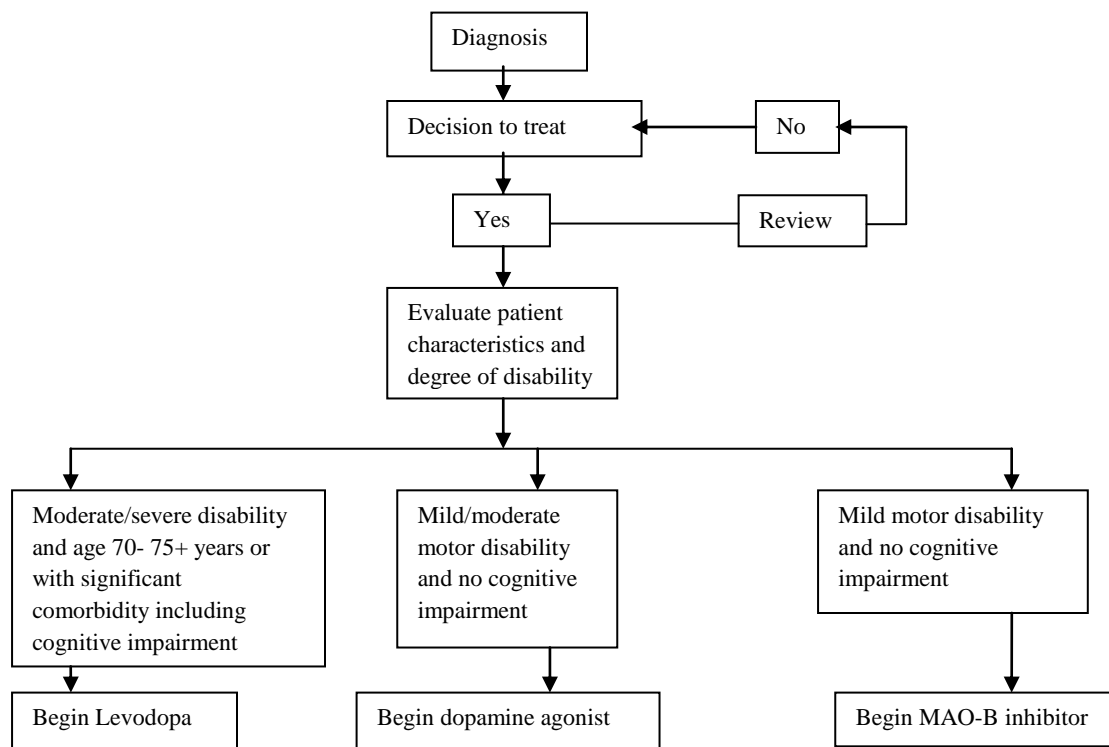 Diagnosis
Decision to treat
No
Yes
Review
Evaluate patient
characteristics and
degree of disability
Moderate/severe disability
and age 70- 75+ years or
with significant
comorbidity including
cognitive impairment
Mild/moderate
motor disability
and no cognitive
impairment
Mild motor disability
and no cognitive
impairment
Begin Levodopa
Begin dopamine agonist
Begin MAO-B inhibitor